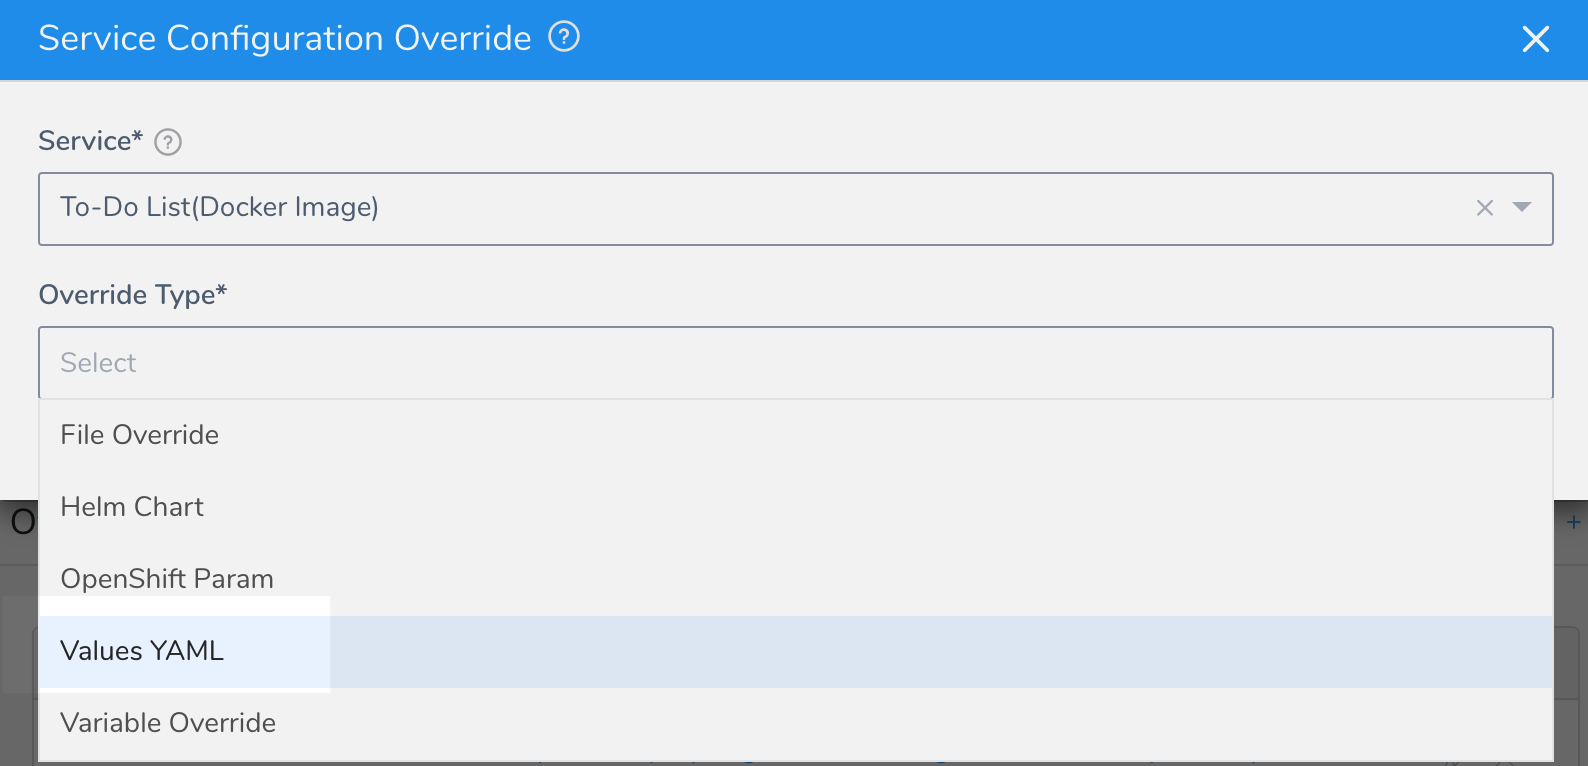 Service Configuration Override ?
Service* ?
To-Do List(Docker Image)
Override Type*
Select
File Override
Helm Chart
OpenShift Param
Values YAML
Variable Override